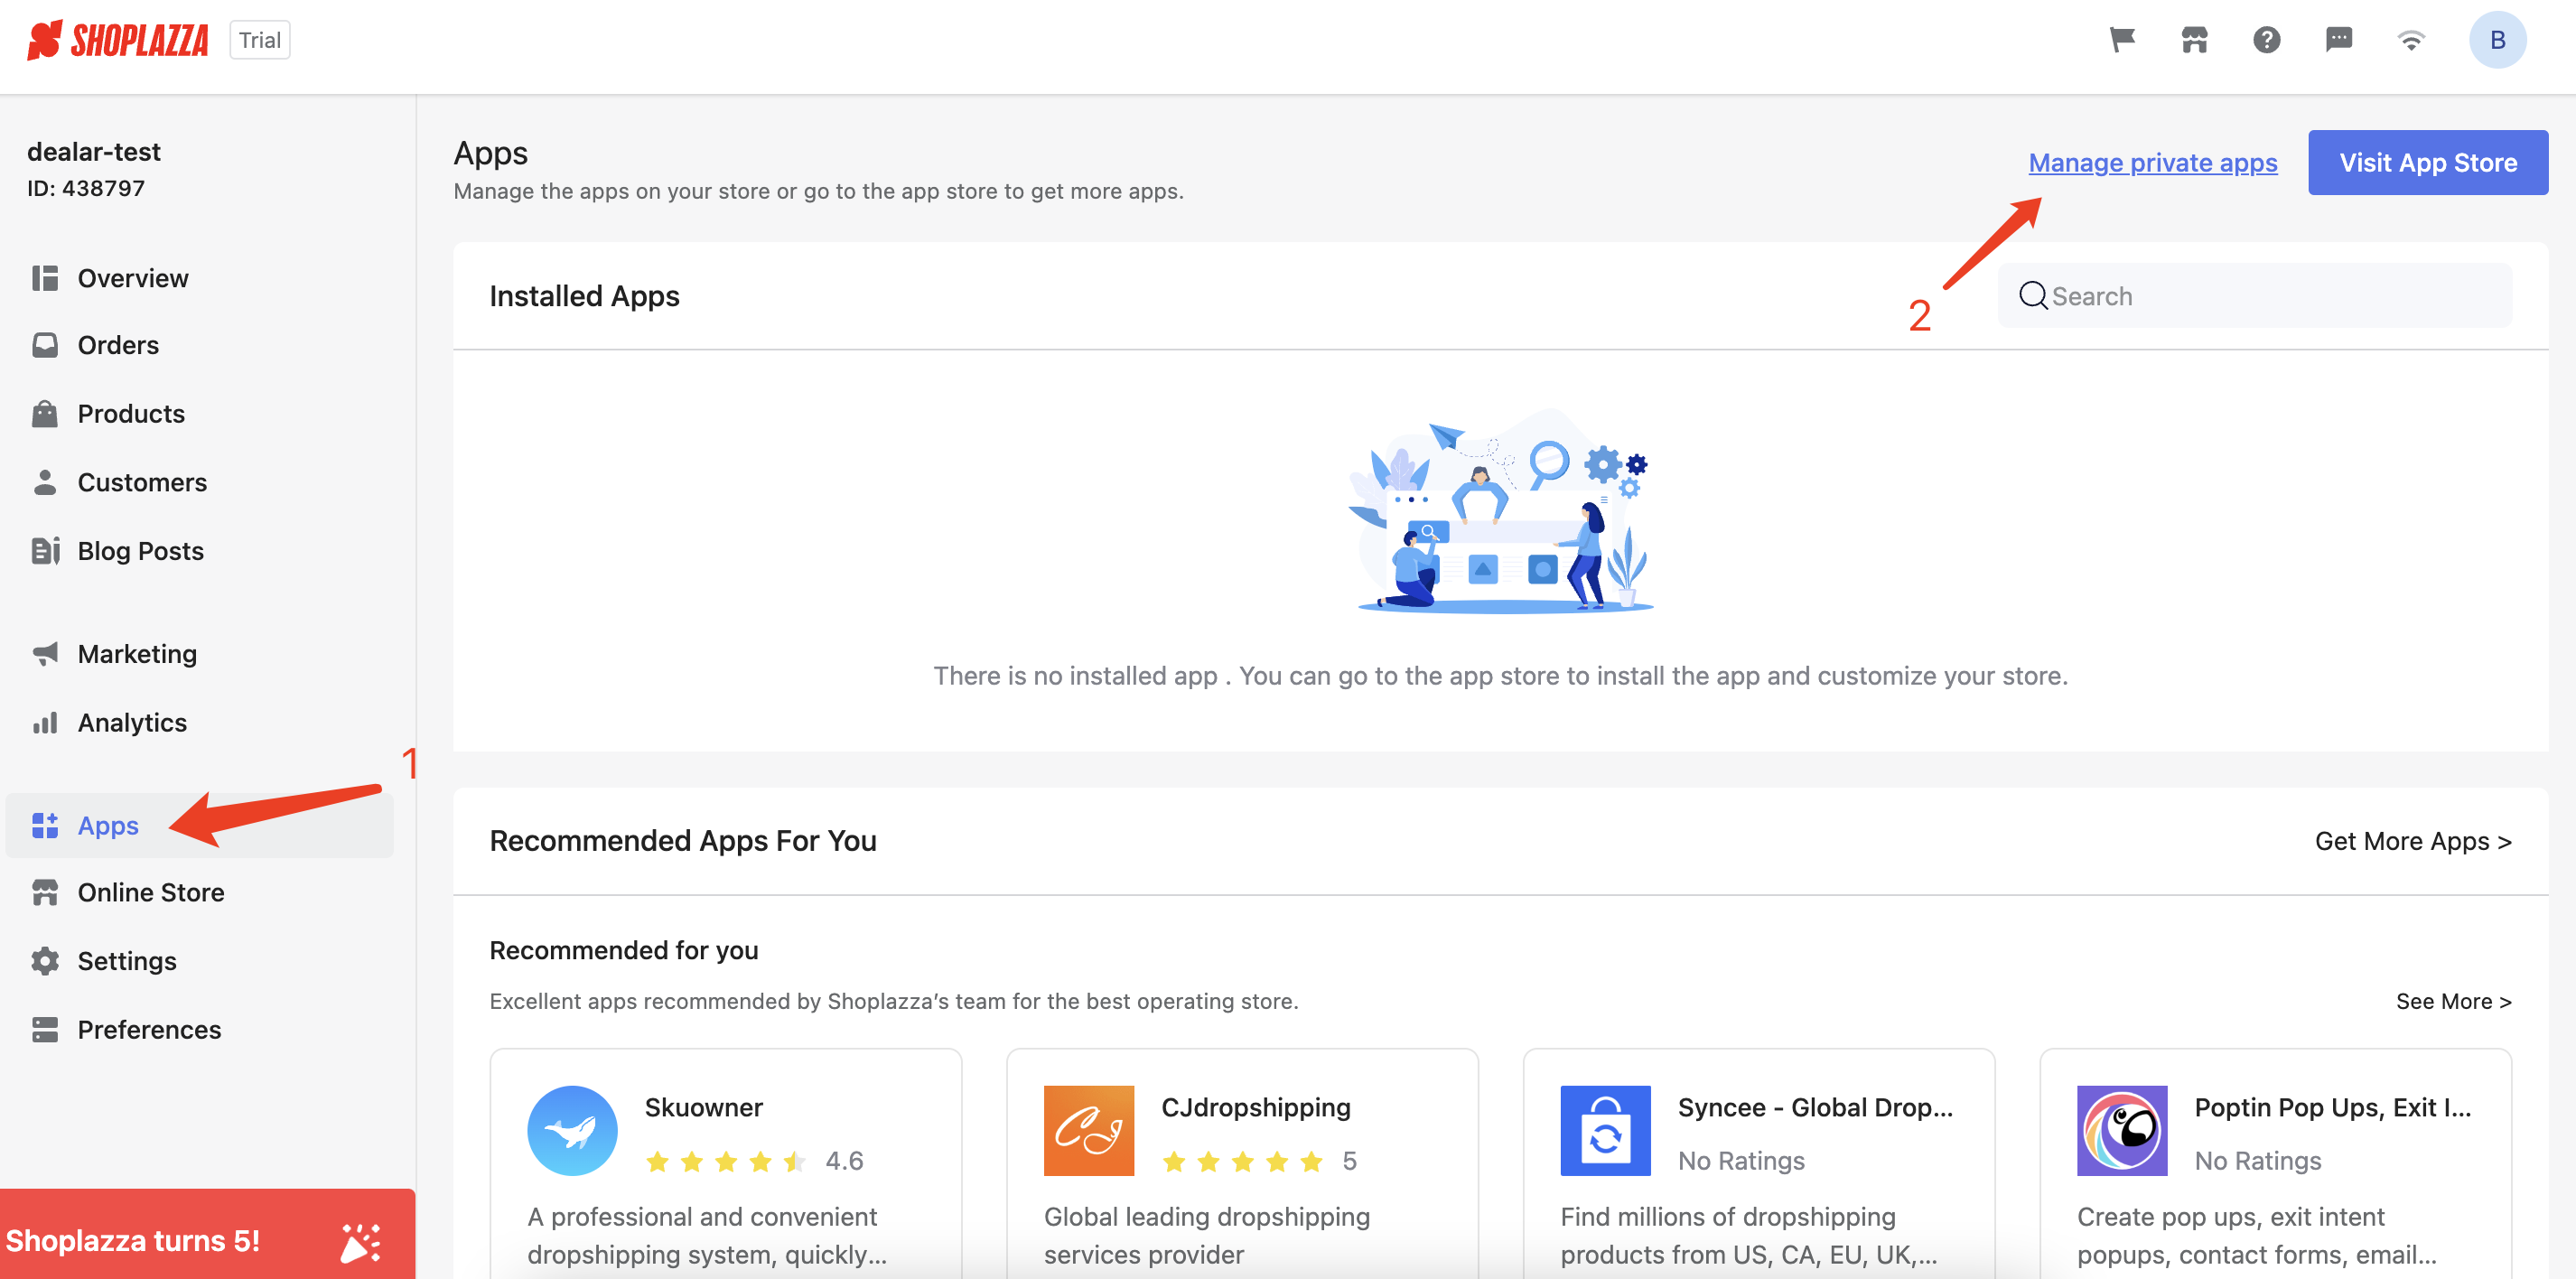 SHOPLAZZA
Trial
B
dealar-test
ID: 438797
Overview
Orders
Products
Customers
Blog Posts
Marketing
Analytics
1
Apps
Online Store
Settings
Preferences
Shoplazza turns 5!
Apps
Manage the apps on your store or go to the app store to get more apps.
Manage private apps
Visit App Store
2
Installed Apps
Search
There is no installed app . You can go to the app store to install the app and customize your store.
Recommended Apps For You
Get More Apps >
Recommended for you
Excellent apps recommended by Shoplazza’s team for the best operating store.
See More >
Skuowner
4.6
A professional and convenient
dropshipping system, quickly...
CJdropshipping
5
Global leading dropshipping
services provider
Syncee - Global Drop...
No Ratings
Find millions of dropshipping
products from US, CA, EU, UK,...
Poptin Pop Ups, Exit I...
No Ratings
Create pop ups, exit intent
popups, contact forms, email...